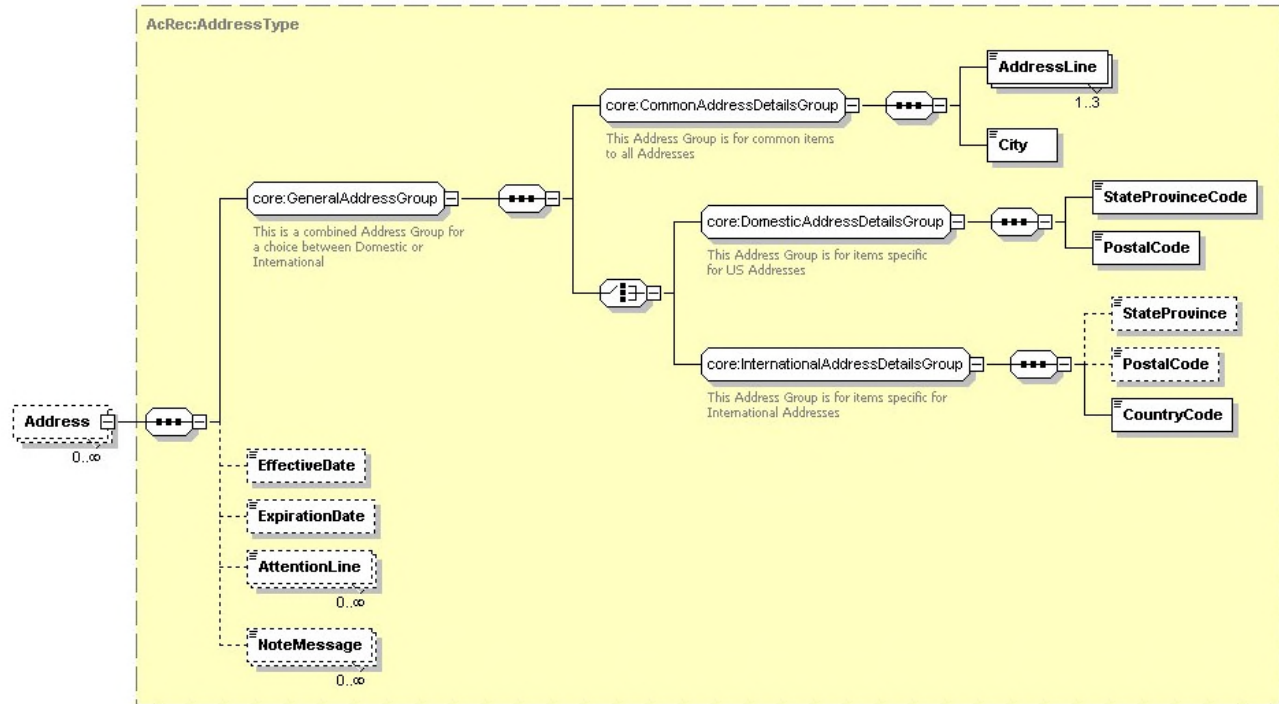 AcRec:AddressType
AddressLine
1..3
core:CommonAddressDetailsGroup
This Address Group is for common items
to all Addresses
City
core:GeneralAddressGroup
This is a combined Address Group for
a choice between Domestic or
International
StateProvinceCode
core:DomesticAddressDetailsGroup
This Address Group is for items specific
for US Addresses
PostalCode
StateProvince
core:InternationalAddressDetailsGroup
This Address Group is for items specific for
International Addresses
PostalCode
CountryCode
Address
0..∞
EffectiveDate
ExpirationDate
AttentionLine
0..∞
NoteMessage
0..∞